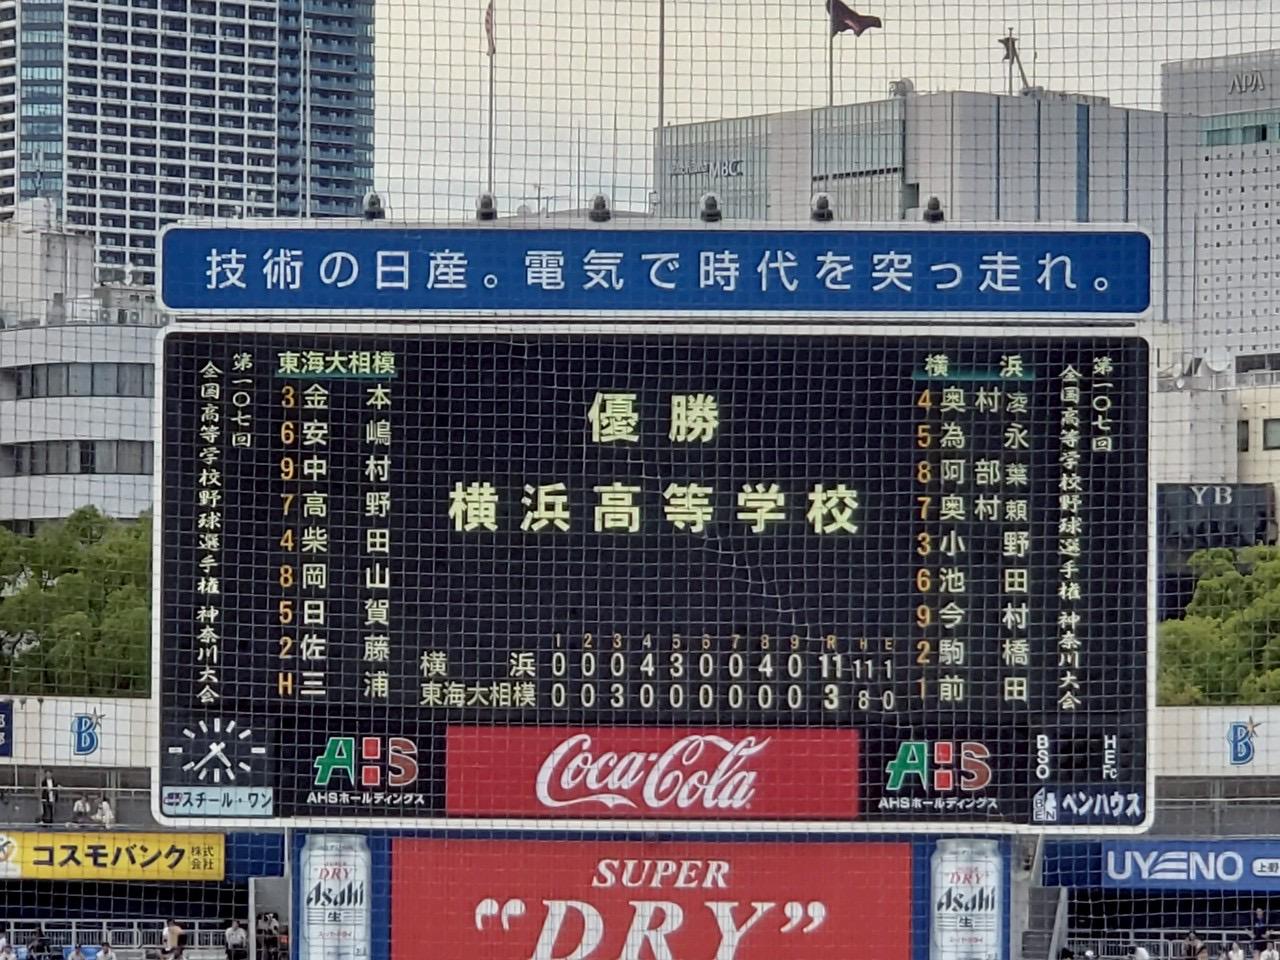 APA
MBCC
技術の日産。電気で時代を突っ走れ。
第一〇七回
全国高等学校野球選手権 神奈川大会
東海大相模
3 金本
6 安嶋
9 中村
7 高野
4 柴田
8 岡山
5 日賀
2 佐藤
H 三浦
優勝
横浜高等学校
1 2 3 4 5 6 7 8 9 R H E
横浜 0 0 0 4 3 0 0 4 0 11 11 1
東海大相模 0 0 3 0 0 0 0 0 0 3 8 0
横浜
4 奥村凌
5 為永
8 阿部葉
7 奥村頼
3 小野
6 池田
9 今村
2 駒橋
1 前田
第一〇七回
全国高等学校野球選手権 神奈川大会
YB
B
B
スチール・ワン
AHS
AHSホールディングス
Coca-Cola
AHS
AHSホールディングス
B
S
O
H
E
Fc
ペンハウス
コスモバンク株式会社
DRY
Asahi
生
SUPER
“DRY”
DRY
Asahi
生
UYENO
上野